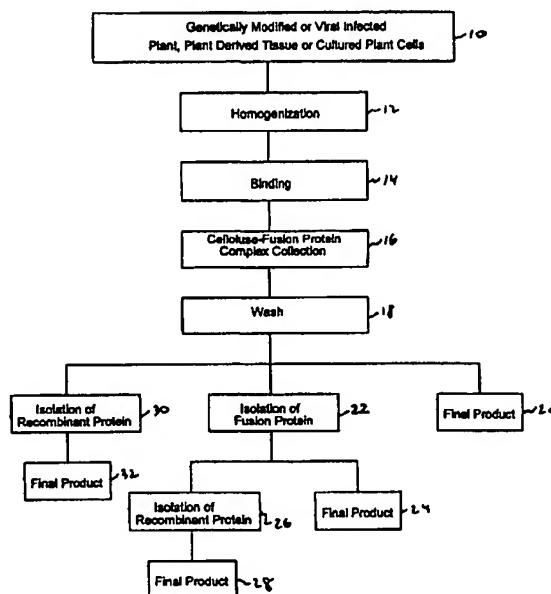 Genetically Modified or Viral Infected
Plant, Plant Derived Tissue or Cultured Plant Cells
10
Homogenization
12
Binding
14
Cellulose-Fusion Protein
Complex Collection
16
Wash
18
Isolation of
Recombinant Protein
30
Isolation of
Fusion Protein
22
Final Product
20
Final Product
32
Isolation of
Recombinant Protein
26
Final Product
24
Final Product
28